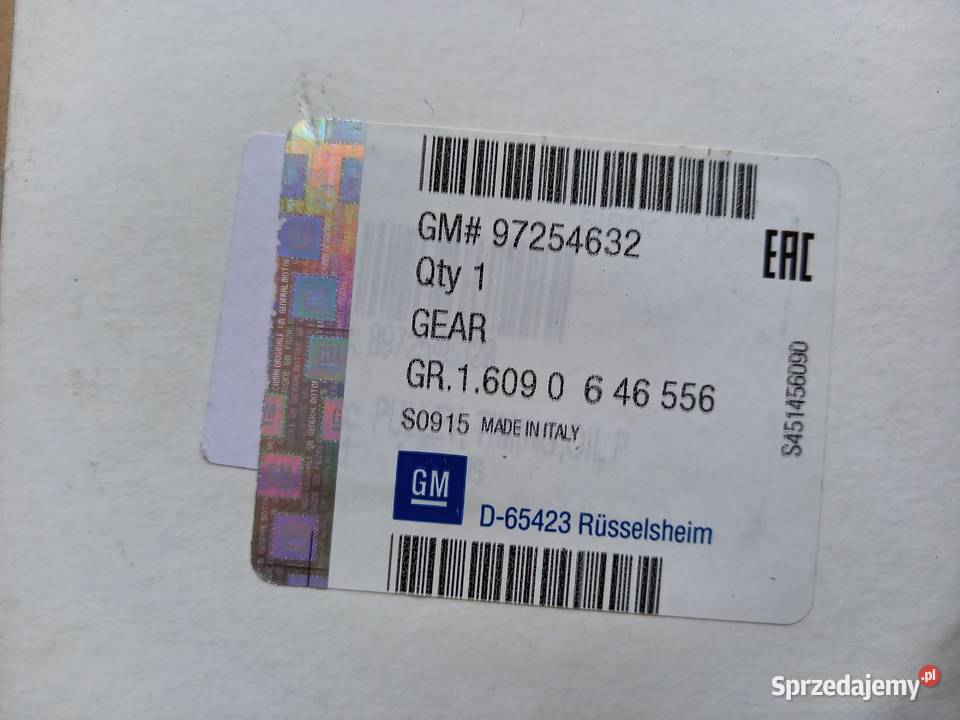 GM# 97254632
EAC
Qty 1
GEAR
GR.1.609 0 6 46 556
S0915 MADE IN ITALY
S451456090
GM
D-65423 Rüsselsheim
Sprzedajemy.pl